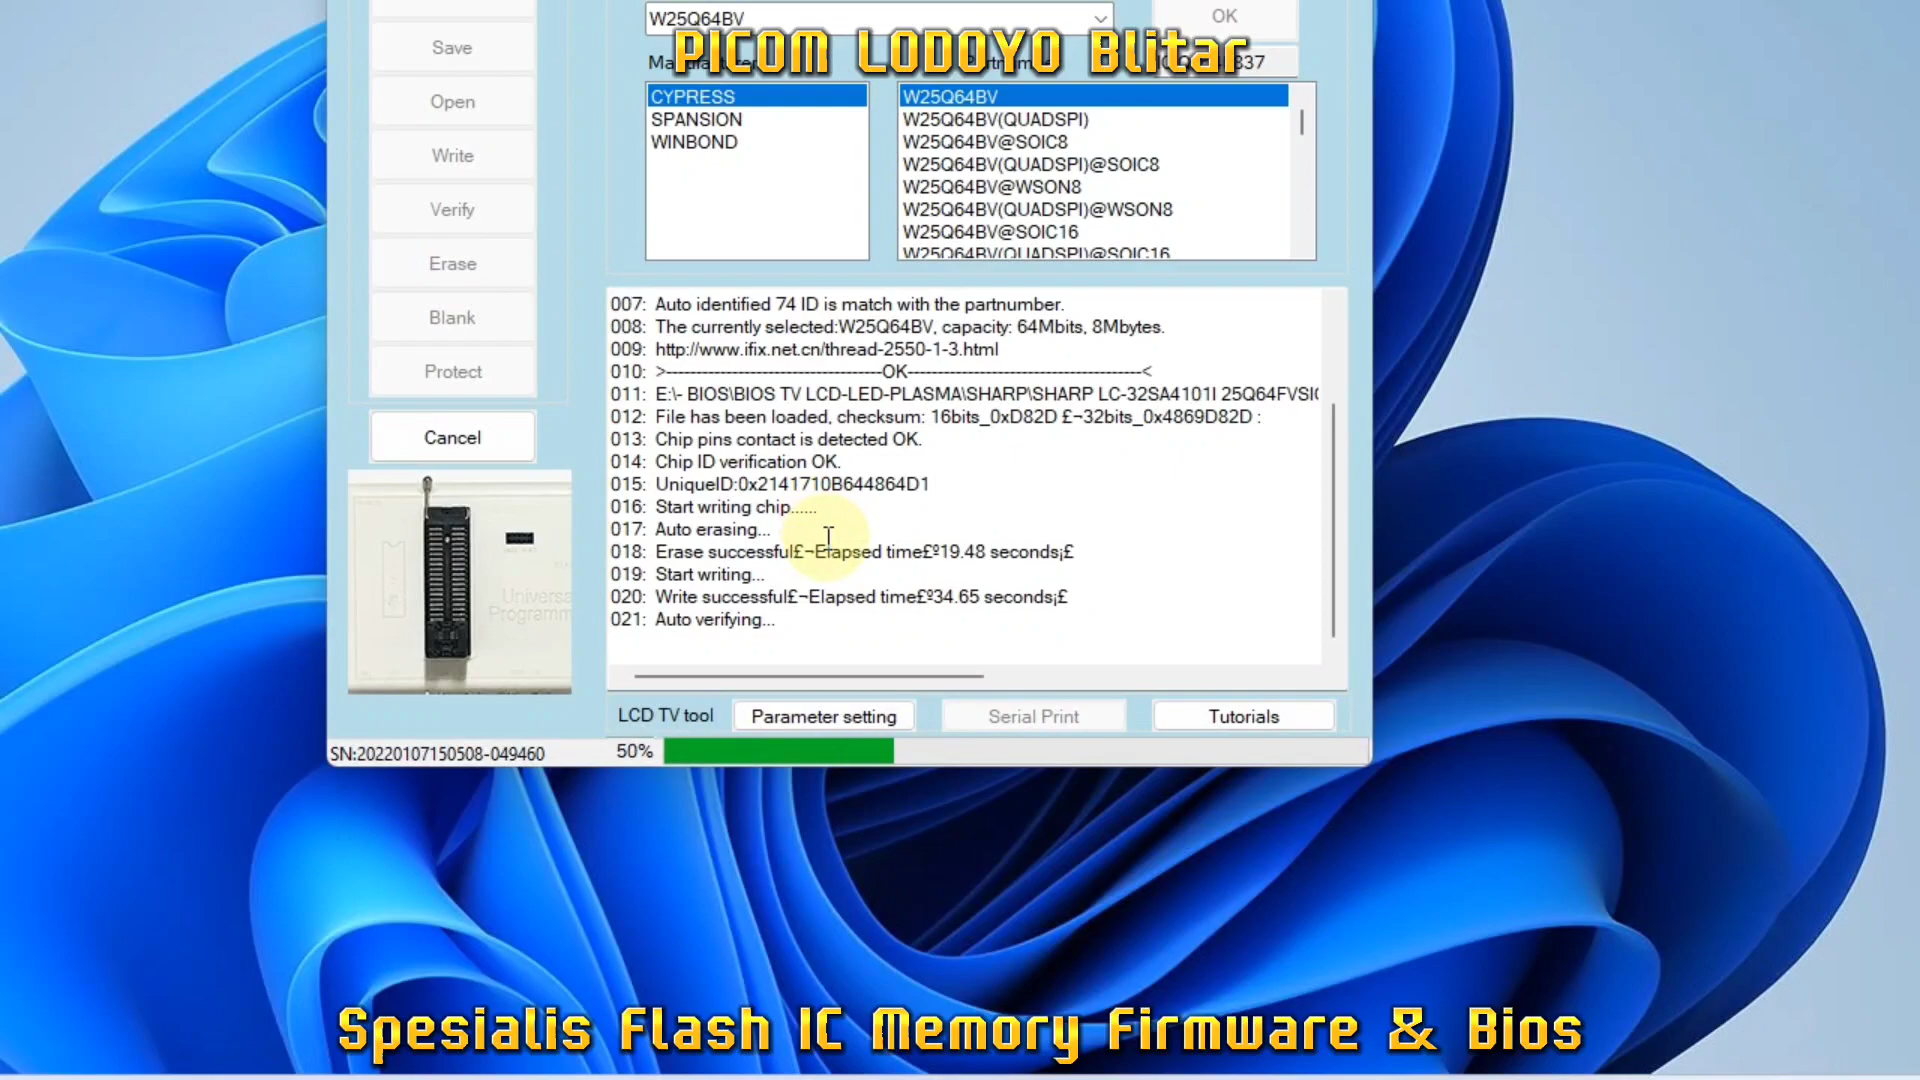 W25Q64BV
OK
PICOM LODOYO Blitar
Save
Open
Write
Verify
Erase
Blank
Protect
Cancel
CYPRESS
SPANSION
WINBOND
W25Q64BV
W25Q64BV(QUADSPI)
W25Q64BV@SOIC8
W25Q64BV(QUADSPI)@SOIC8
W25Q64BV@WSON8
W25Q64BV(QUADSPI)@WSON8
W25Q64BV@SOIC16
W25Q64BV(QUADSPI)@SOIC16
007: Auto identified 74 ID is match with the partnumber.
008: The currently selected:W25Q64BV, capacity: 64Mbits, 8Mbytes.
009: http://www.ifix.net.cn/thread-2550-1-3.html
010: >------------------------------------OK---------------------------------------<
011: E:\- BIOS\BIOS TV LCD-LED-PLASMA\SHARP\SHARP LC-32SA4101I 25Q64FVSI
012: File has been loaded, checksum: 16bits_0xD82D £¬32bits_0x4869D82D :
013: Chip pins contact is detected OK.
014: Chip ID verification OK.
015: UniqueID:0x2141710B644864D1
016: Start writing chip......
017: Auto erasing...
018: Erase successful£¬Elapsed time£º19.48 seconds¡£
019: Start writing...
020: Write successful£¬Elapsed time£º34.65 seconds¡£
021: Auto verifying...
Universa
Programm
LCD TV tool
Parameter setting
Serial Print
Tutorials
SN:20220107150508-049460
50%
Spesialis Flash IC Memory Firmware & Bios